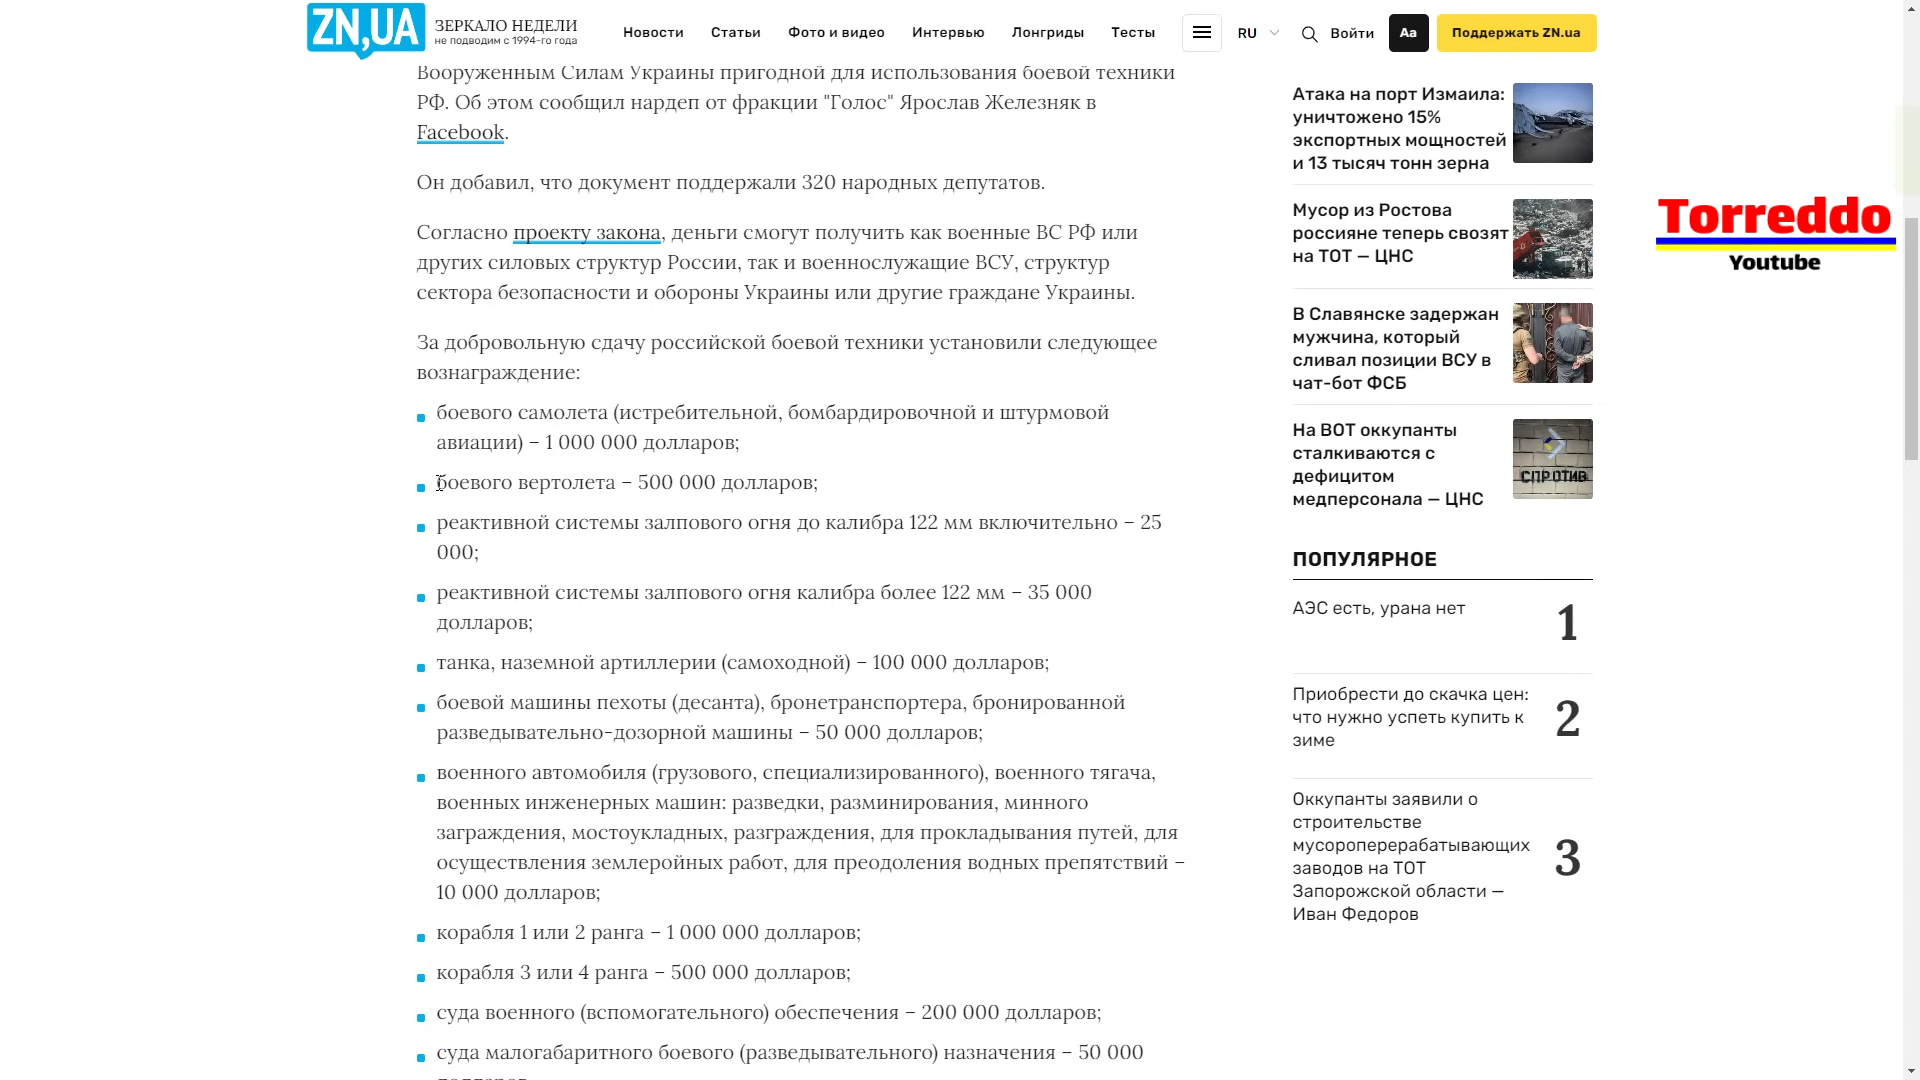 ZN,UA
ЗЕРКАЛО НЕДЕЛИ
не подводим с 1994-го года
Новости
Статьи
Фото и видео
Интервью
Лонгриды
Тесты
RU
Войти
Aa
Поддержать ZN.ua
Вооруженным Силам Украины пригодной для использования боевой техники
РФ. Об этом сообщил нардеп от фракции "Голос" Ярослав Железняк в
Facebook.
Он добавил, что документ поддержали 320 народных депутатов.
Согласно проекту закона, деньги смогут получить как военные ВС РФ или
других силовых структур России, так и военнослужащие ВСУ, структур
сектора безопасности и обороны Украины или другие граждане Украины.
За добровольную сдачу российской боевой техники установили следующее
вознаграждение:
боевого самолета (истребительной, бомбардировочной и штурмовой
авиации) – 1 000 000 долларов;
боевого вертолета – 500 000 долларов;
реактивной системы залпового огня до калибра 122 мм включительно – 25
000;
реактивной системы залпового огня калибра более 122 мм – 35 000
долларов;
танка, наземной артиллерии (самоходной) – 100 000 долларов;
боевой машины пехоты (десанта), бронетранспортера, бронированной
разведывательно-дозорной машины – 50 000 долларов;
военного автомобиля (грузового, специализированного), военного тягача,
военных инженерных машин: разведки, разминирования, минного
заграждения, мостоукладных, разграждения, для прокладывания путей, для
осуществления землеройных работ, для преодоления водных препятствий –
10 000 долларов;
корабля 1 или 2 ранга – 1 000 000 долларов;
корабля 3 или 4 ранга – 500 000 долларов;
суда военного (вспомогательного) обеспечения – 200 000 долларов;
суда малогабаритного боевого (разведывательного) назначения – 50 000
Атака на порт Измаила:
уничтожено 15%
экспортных мощностей
и 13 тысяч тонн зерна
Мусор из Ростова
россияне теперь свозят
на ТОТ — ЦНС
В Славянске задержан
мужчина, который
сливал позиции ВСУ в
чат-бот ФСБ
На ВОТ оккупанты
сталкиваются с
дефицитом
медперсонала — ЦНС
СПРОТИВ
ПОПУЛЯРНОЕ
АЭС есть, урана нет
1
Приобрести до скачка цен:
что нужно успеть купить к
зиме
2
Оккупанты заявили о
строительстве
мусороперерабатывающих
заводов на ТОТ
Запорожской области —
Иван Федоров
3
Torreddo
Youtube